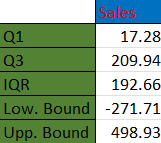 Sales
Q1 17.28
Q3 209.94
IQR 192.66
Low. Bound -271.71
Upp. Bound 498.93